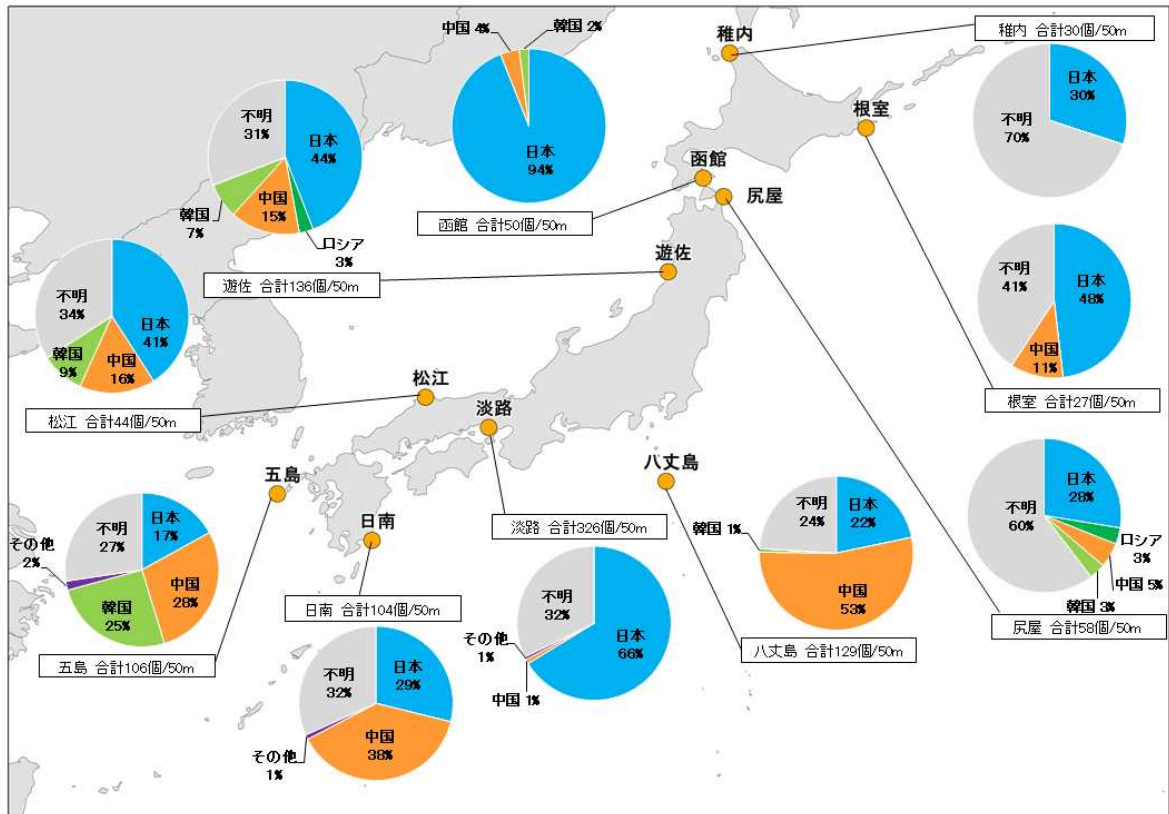 稚内
根室
函館
尻屋
遊佐
松江
淡路
五島
日南
八丈島
稚内 合計30個/50m
日本
30%
不明
70%
中国 4%
韓国 2%
日本
94%
函館 合計50個/50m
不明
31%
日本
44%
韓国
7%
中国
15%
ロシア
3%
遊佐 合計136個/50m
不明
34%
日本
41%
韓国
9%
中国
16%
松江 合計44個/50m
不明
41%
日本
48%
中国
11%
根室 合計27個/50m
日本
28%
不明
60%
ロシア
3%
中国 5%
韓国 3%
尻屋 合計58個/50m
不明
24%
日本
22%
韓国 1%
中国
53%
八丈島 合計129個/50m
淡路 合計326個/50m
不明
32%
日本
66%
その他
1%
中国 1%
日南 合計104個/50m
不明
32%
日本
29%
中国
38%
その他
1%
不明
27%
日本
17%
その他
2%
中国
28%
韓国
25%
五島 合計106個/50m